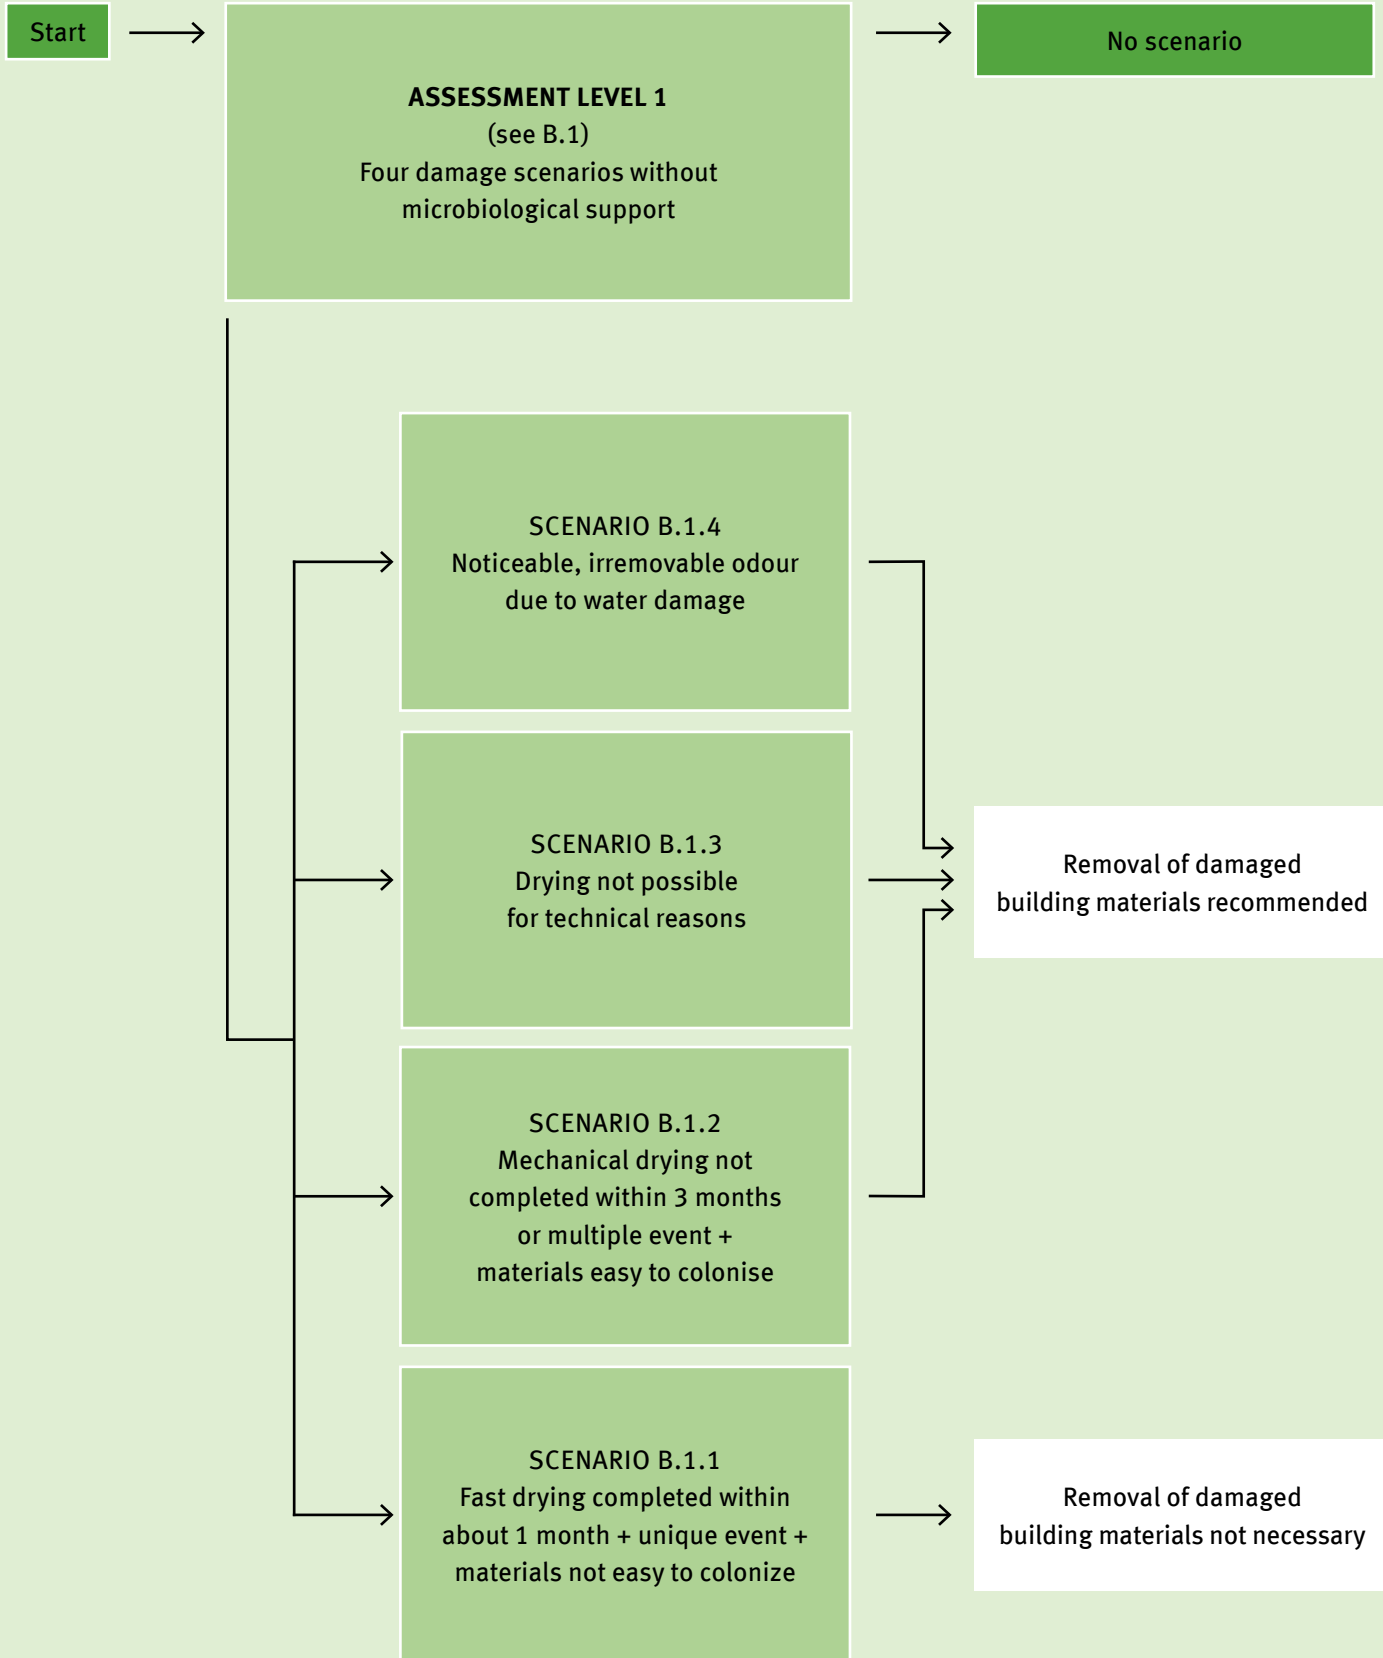 Start
ASSESSMENT LEVEL 1
(see B.1)
Four damage scenarios without
microbiological support
No scenario
SCENARIO B.1.4
Noticeable, irremovable odour
due to water damage
SCENARIO B.1.3
Drying not possible
for technical reasons
Removal of damaged
building materials recommended
SCENARIO B.1.2
Mechanical drying not
completed within 3 months
or multiple event +
materials easy to colonise
SCENARIO B.1.1
Fast drying completed within
about 1 month + unique event +
materials not easy to colonize
Removal of damaged
building materials not necessary